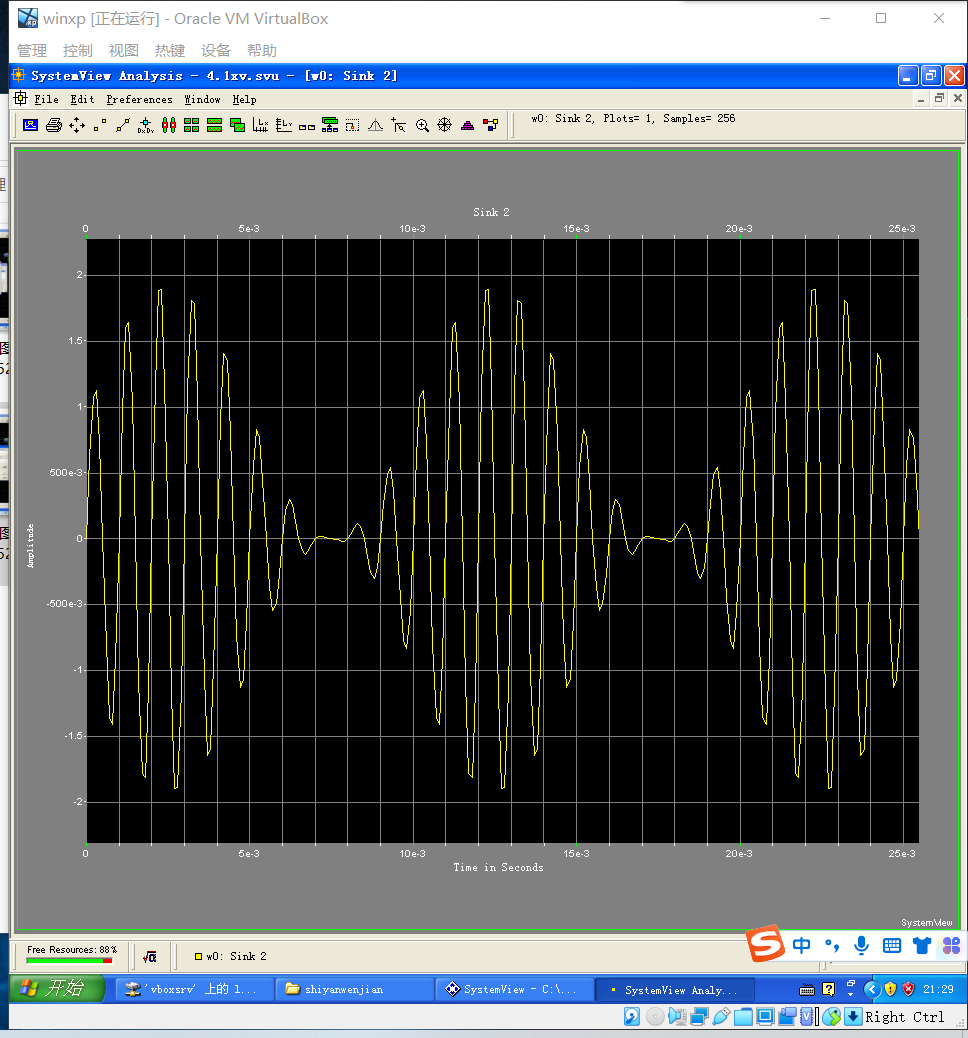 winxp [正在运行] - Oracle VM VirtualBox
管理 控制 视图 热键 设备 帮助
SystemView Analysis - 4.1xv.svu - [w0: Sink 2]
File Edit Preferences Window Help
w0: Sink 2, Plots= 1, Samples= 256
Sink 2
0 5e-3 10e-3 15e-3 20e-3 25e-3
2
1.5
1
500e-3
0
-500e-3
-1
-1.5
-2
Amplitude
0 5e-3 10e-3 15e-3 20e-3 25e-3
Time in Seconds
SystemView
Free Resources: 88%
√α
w0: Sink 2
中
开始
'vboxsrv' 上的 l...
shiyanwenjian
SystemView - C:\...
SystemView Analy...
21:29
Right Ctrl